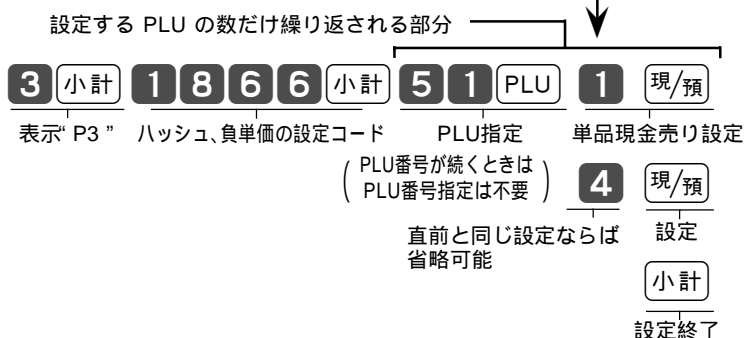 設定する PLU の数だけ繰り返される部分
3 小計 1 8 6 6 小計 5 1 PLU 1 現/預
表示“ P3 ” ハッシュ、負単価の設定コード PLU指定 単品現金売り設定
( PLU番号が続くときは
PLU番号指定は不要 ) 4 現/預
直前と同じ設定ならば 設定
省略可能
小計
設定終了